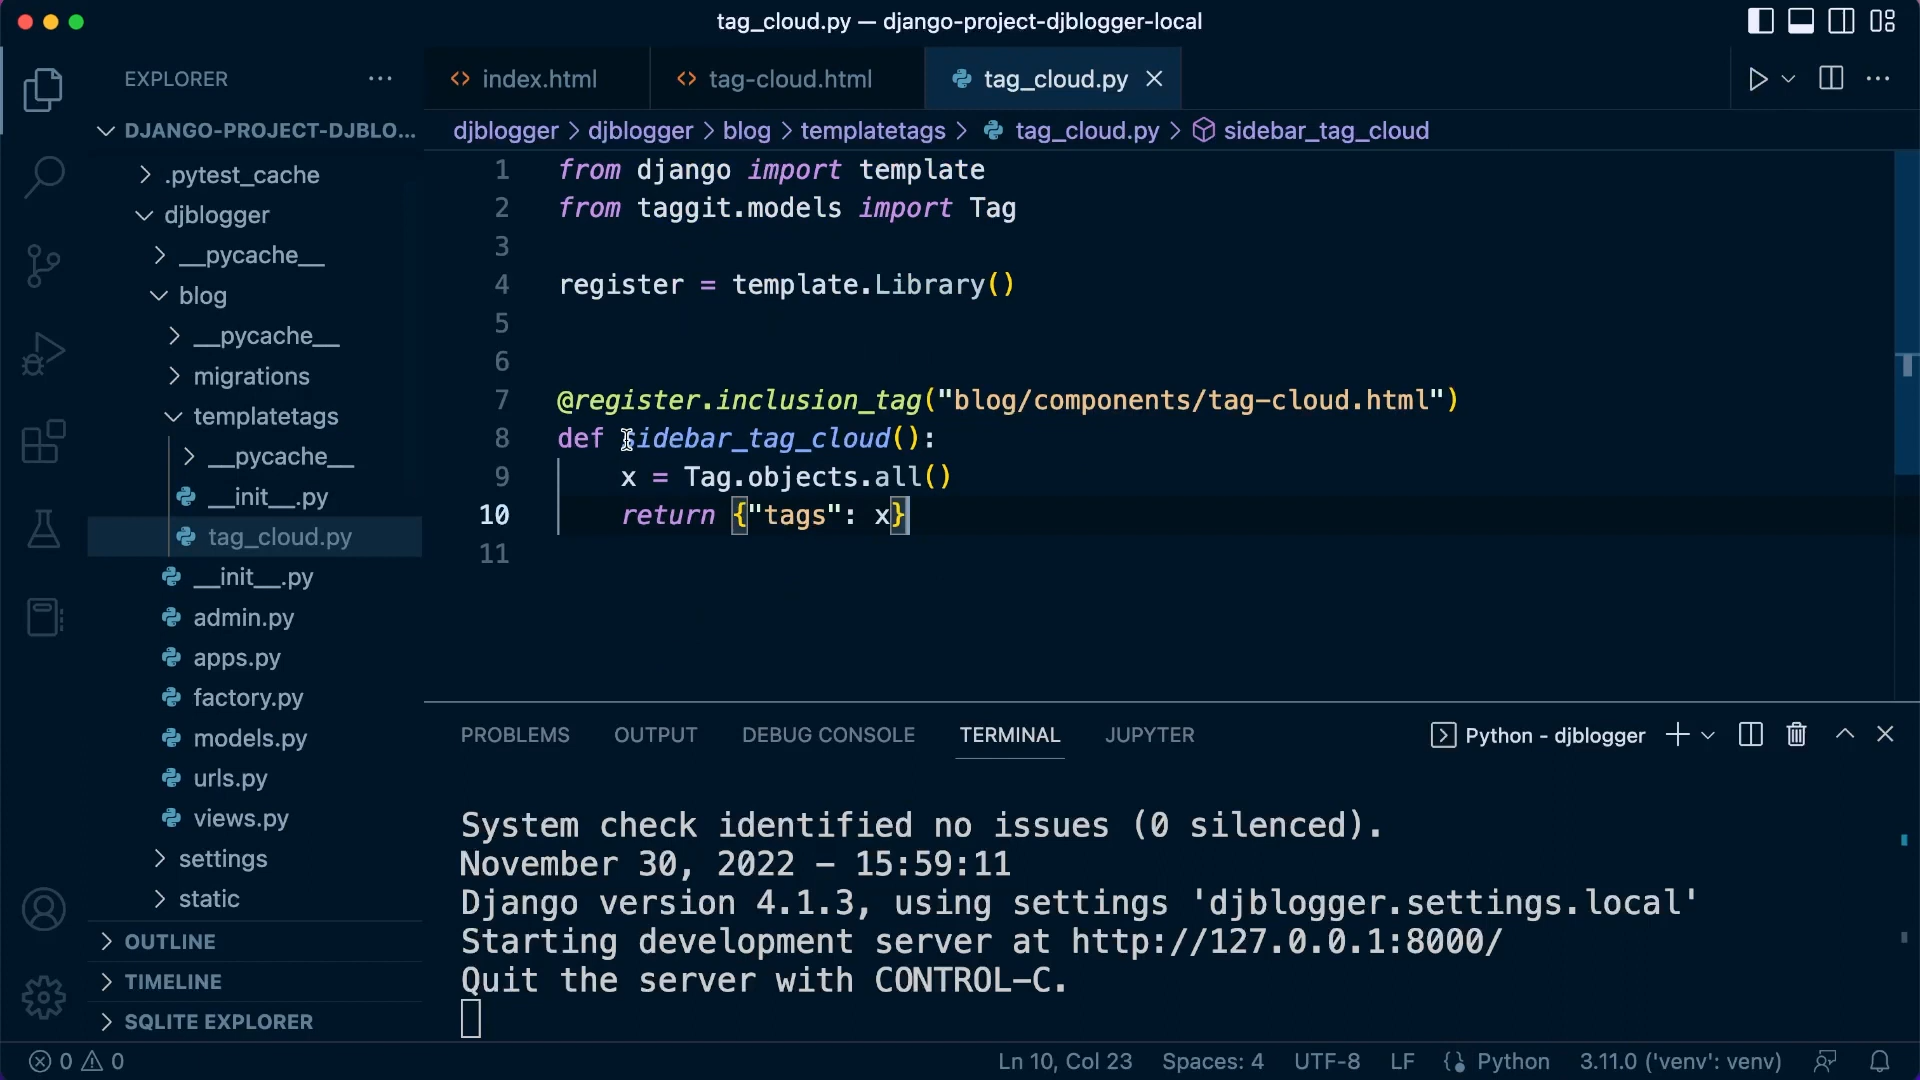 tag_cloud.py — django-project-djblogger-local
EXPLORER
index.html
tag-cloud.html
tag_cloud.py
DJANGO-PROJECT-DJBLO...
djblogger > djblogger > blog > templatetags > tag_cloud.py > sidebar_tag_cloud
.pytest_cache
djblogger
__pycache__
blog
__pycache__
migrations
templatetags
__pycache__
__init__.py
tag_cloud.py
__init__.py
admin.py
apps.py
factory.py
models.py
urls.py
views.py
settings
static
OUTLINE
TIMELINE
SQLITE EXPLORER
1 from django import template
2 from taggit.models import Tag
3
4 register = template.Library()
5
6
7 @register.inclusion_tag("blog/components/tag-cloud.html")
8 def sidebar_tag_cloud():
9 x = Tag.objects.all()
10 return {"tags": x}
11
PROBLEMS OUTPUT DEBUG CONSOLE TERMINAL JUPYTER
Python - djblogger
System check identified no issues (0 silenced).
November 30, 2022 - 15:59:11
Django version 4.1.3, using settings 'djblogger.settings.local'
Starting development server at http://127.0.0.1:8000/
Quit the server with CONTROL-C.
0 0
Ln 10, Col 23 Spaces: 4 UTF-8 LF Python 3.11.0 ('venv': venv)